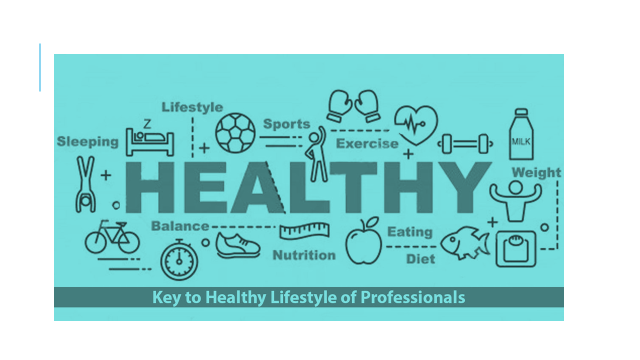 Lifestyle
Sports
Sleeping
Z
Exercise
MILK
HEALTHY
Weight
Balance
Nutrition
Eating
Diet
Key to Healthy Lifestyle of Professionals